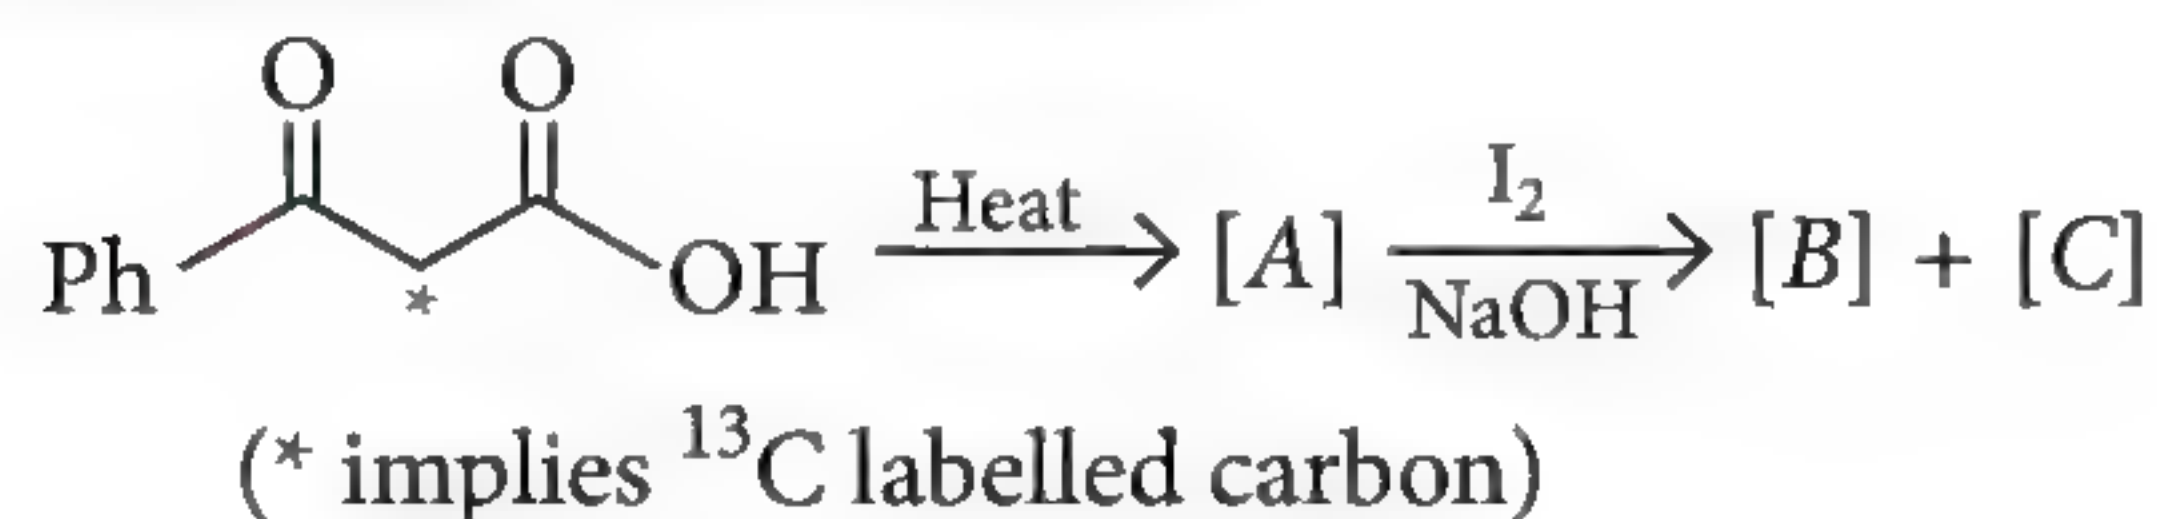 O O
Ph * OH Heat [A] I₂ NaOH [B] + [C]
(* implies ¹³C labelled carbon)